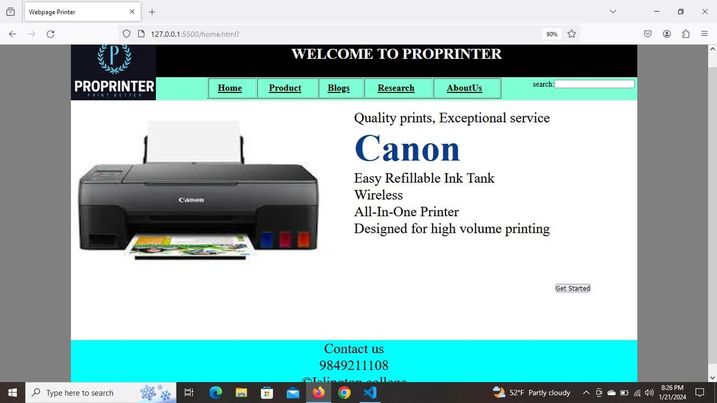 Webpage Printer
127.0.0.1:5500/home.html?
90%
P
PROPRINTER
PRINT BETTER
WELCOME TO PROPRINTER
Home Product Blogs Research AboutUs
search:
Quality prints, Exceptional service
Canon
Easy Refillable Ink Tank
Wireless
All-In-One Printer
Designed for high volume printing
Canon
Get Started
Contact us
9849211108
©Islington college
Type here to search
52°F Partly cloudy
8:26 PM
1/21/2024